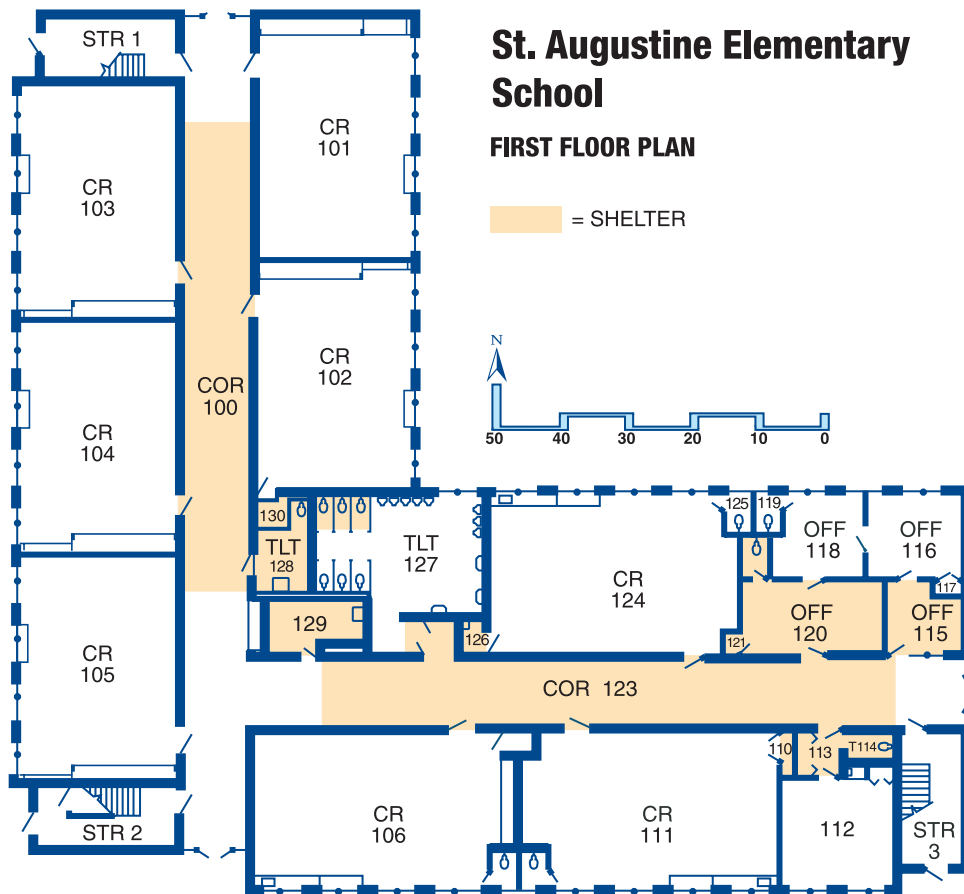 St. Augustine Elementary
School
FIRST FLOOR PLAN
= SHELTER
N
50 40 30 20 10 0
STR 1
CR
101
CR
103
CR
102
COR
100
CR
104
130
TLT
128
TLT
127
125
119
OFF
118
OFF
116
117
CR
124
129
126
121
OFF
120
OFF
115
CR
105
COR 123
110
113
T114
CR
106
CR
111
112
STR
3
STR 2